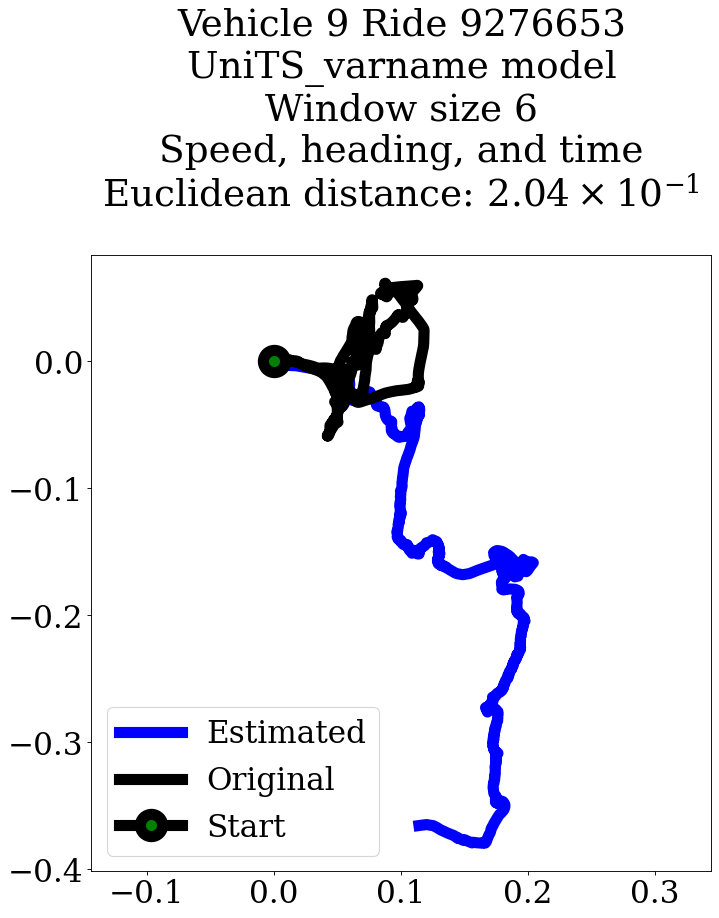 Vehicle 9 Ride 9276653
UniTS_varname model
Window size 6
Speed, heading, and time
Euclidean distance: 2.04 × 10⁻¹
0.0
−0.1
−0.2
−0.3
−0.4
Estimated
Original
Start
−0.1 0.0 0.1 0.2 0.3